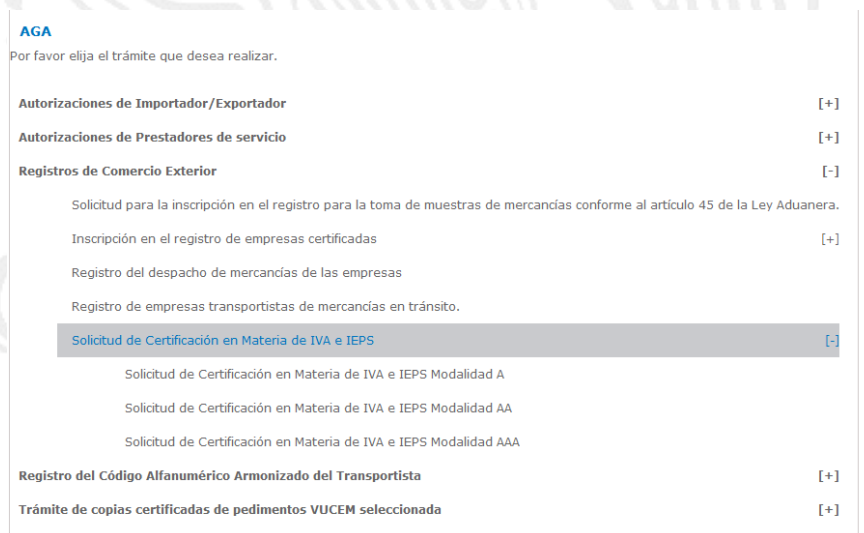 AGA
Por favor elija el trámite que desea realizar.
Autorizaciones de Importador/Exportador [+]
Autorizaciones de Prestadores de servicio [+]
Registros de Comercio Exterior [-]
Solicitud para la inscripción en el registro para la toma de muestras de mercancías conforme al artículo 45 de la Ley Aduanera.
Inscripción en el registro de empresas certificadas [+]
Registro del despacho de mercancías de las empresas
Registro de empresas transportistas de mercancías en tránsito.
Solicitud de Certificación en Materia de IVA e IEPS [-]
Solicitud de Certificación en Materia de IVA e IEPS Modalidad A
Solicitud de Certificación en Materia de IVA e IEPS Modalidad AA
Solicitud de Certificación en Materia de IVA e IEPS Modalidad AAA
Registro del Código Alfanumérico Armonizado del Transportista [+]
Trámite de copias certificadas de pedimentos VUCEM seleccionada [+]